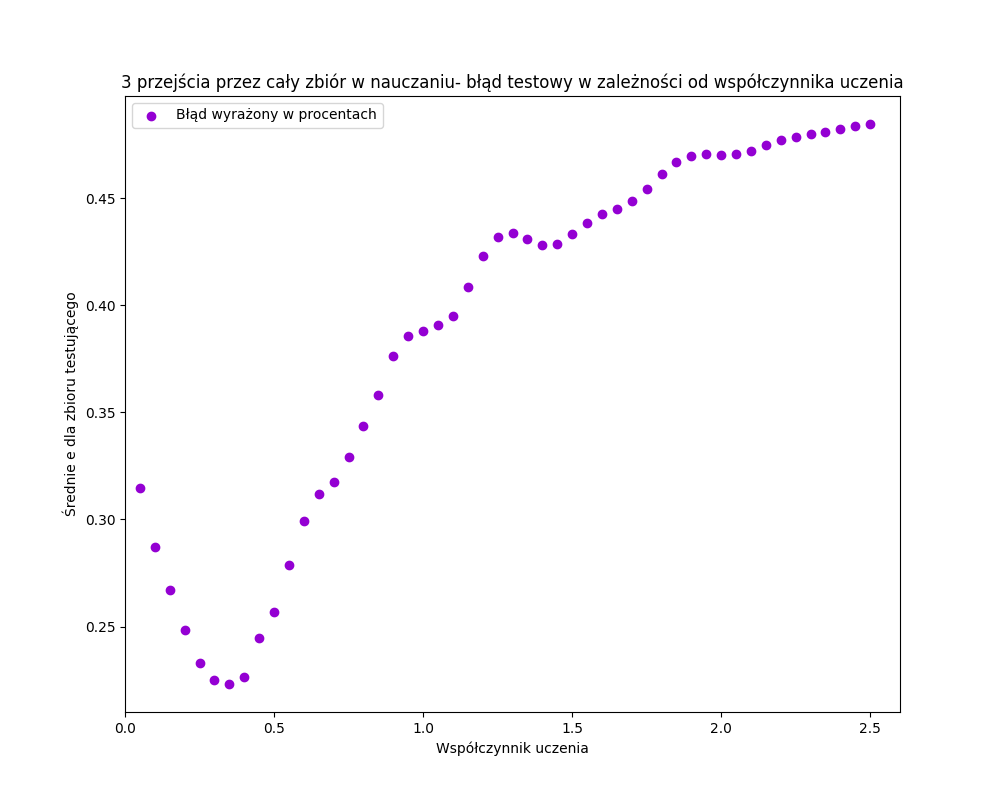 3 przejścia przez cały zbiór w nauczaniu- błąd testowy w zależności od współczynnika uczenia
Błąd wyrażony w procentach
Średnie e dla zbioru testującego
0.45
0.40
0.35
0.30
0.25
0.0 0.5 1.0 1.5 2.0 2.5
Współczynnik uczenia